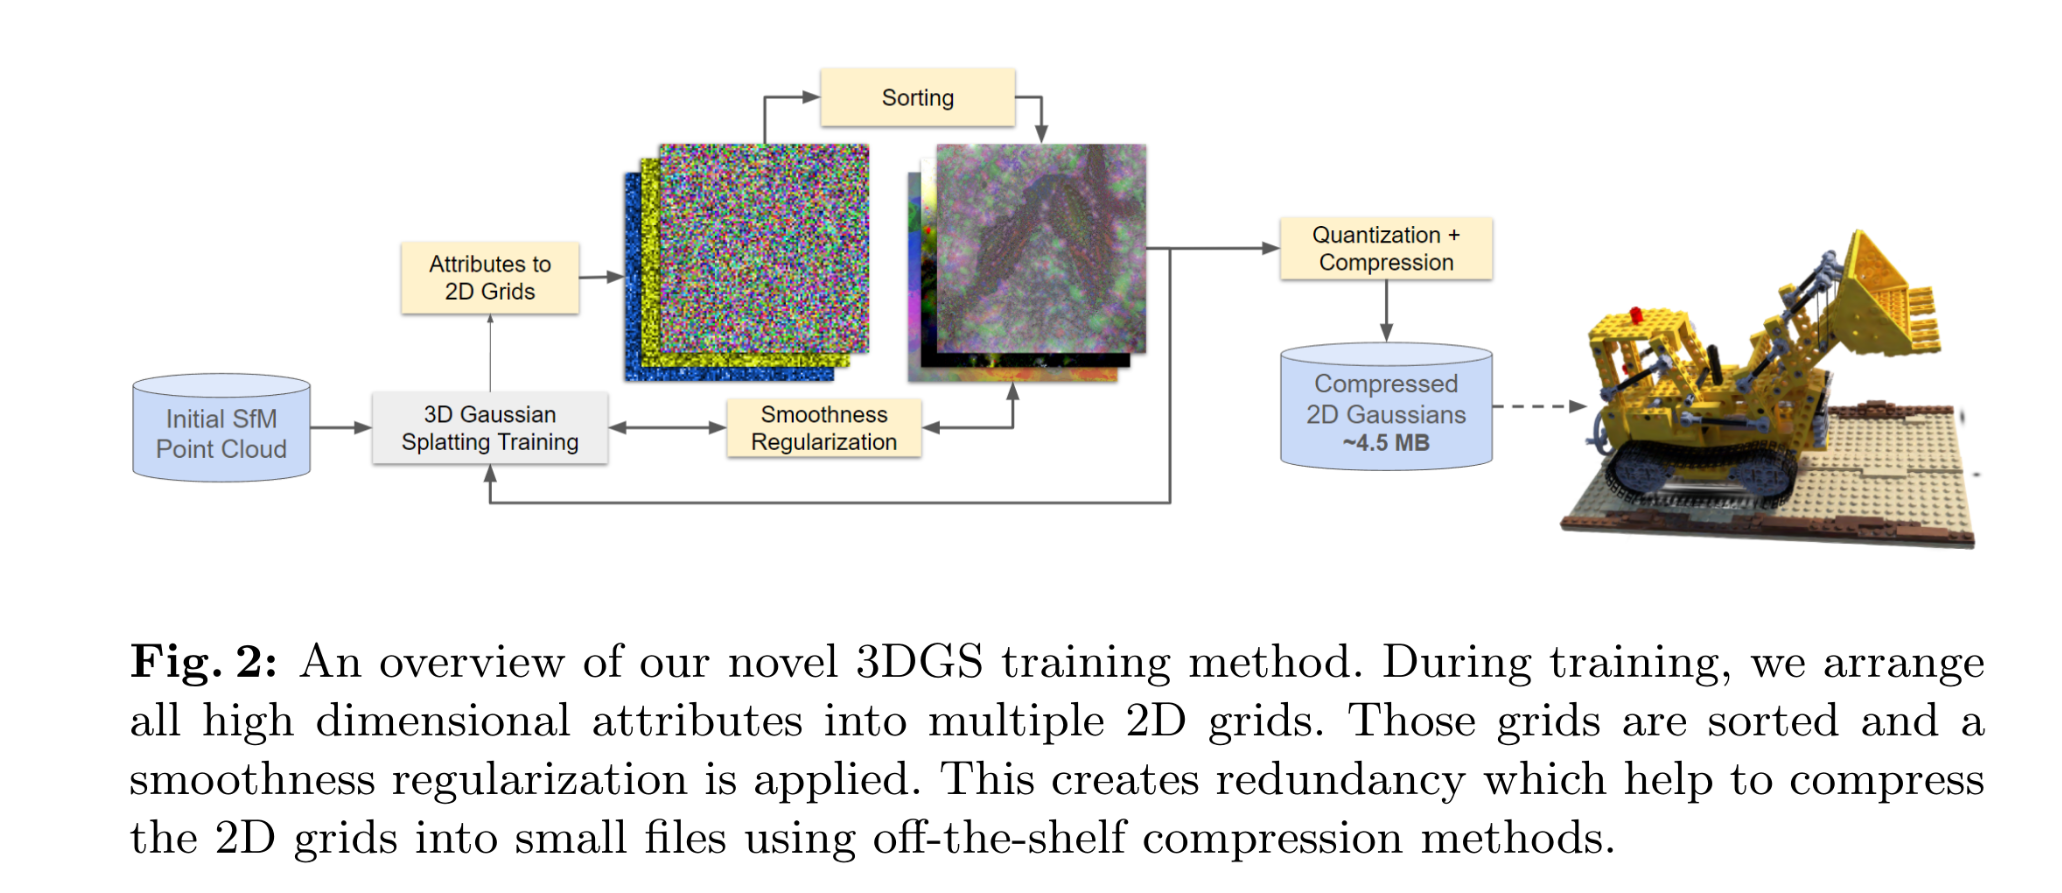 Sorting
Attributes to
2D Grids
Quantization +
Compression
Initial SfM
Point Cloud
3D Gaussian
Splatting Training
Smoothness
Regularization
Compressed
2D Gaussians
~4.5 MB
Fig. 2: An overview of our novel 3DGS training method. During training, we arrange
all high dimensional attributes into multiple 2D grids. Those grids are sorted and a
smoothness regularization is applied. This creates redundancy which help to compress
the 2D grids into small files using off-the-shelf compression methods.